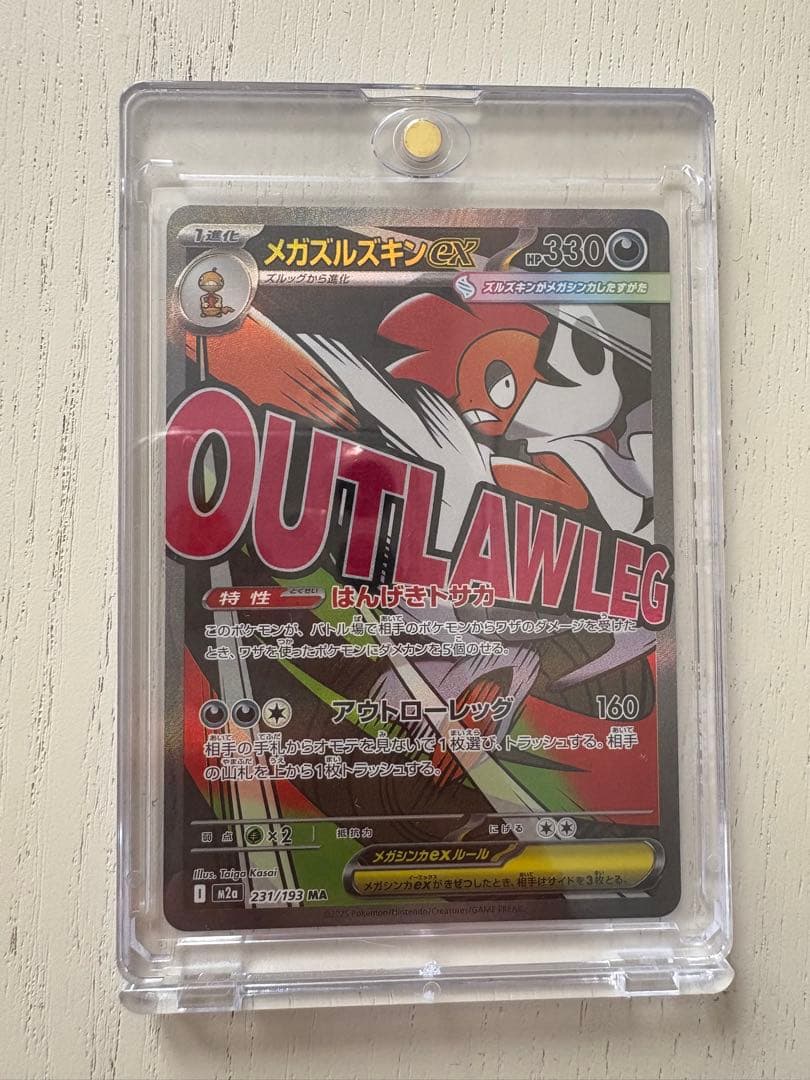 1進化
メガズルズキンex
HP330
ズルッグから進化
ズルズキンがメガシンカしたすがた
OUTLAWLEG
特性 とくせい はんげきトサカ
このポケモンが、バトル場で相手のポケモンからワザのダメージを受けた
とき、ワザを使ったポケモンにダメカンを5個のせる。
アウトローレッグ 160
相手の手札からオモテを見ないで1枚選び、トラッシュする。相手
の山札を上から1枚トラッシュする。
弱点 ×2 抵抗力 にげる
メガシンカexルール
メガシンカexがきぜつしたとき、相手はサイドを3枚とる。
Illus. Taiga Kasai
I M2a 231/193 MA
©2025 Pokémon/Nintendo/Creatures/GAME FREAK